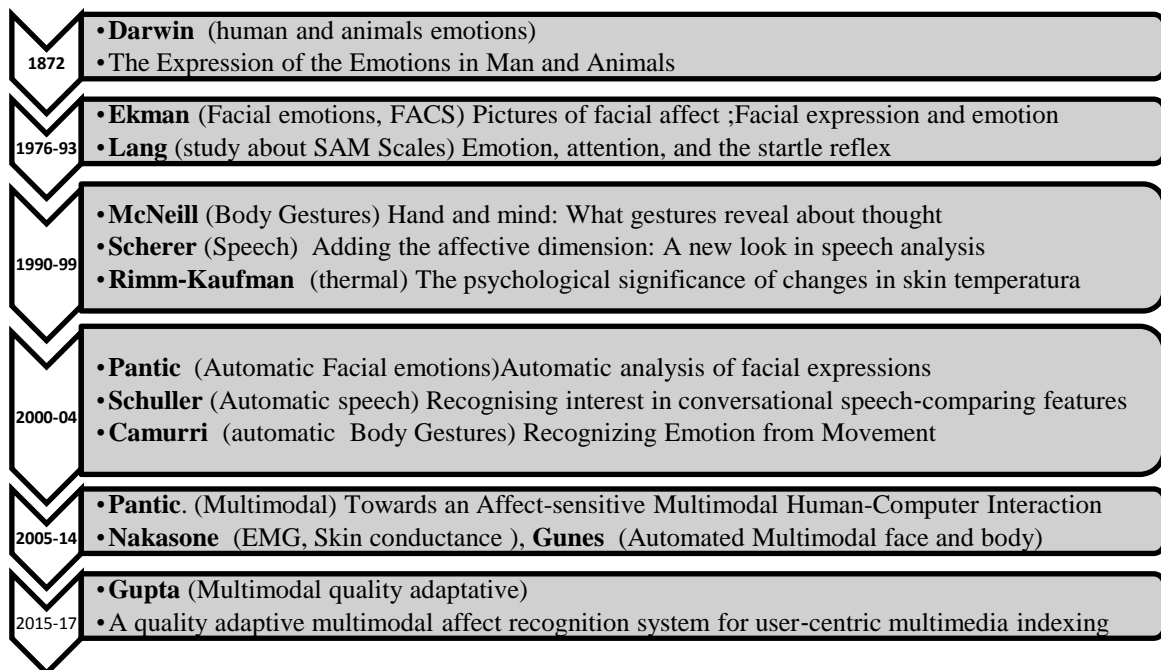 1872
•Darwin (human and animals emotions)
•The Expression of the Emotions in Man and Animals
1976-93
•Ekman (Facial emotions, FACS) Pictures of facial affect ;Facial expression and emotion
•Lang (study about SAM Scales) Emotion, attention, and the startle reflex
1990-99
•McNeill (Body Gestures) Hand and mind: What gestures reveal about thought
•Scherer (Speech) Adding the affective dimension: A new look in speech analysis
•Rimm-Kaufman (thermal) The psychological significance of changes in skin temperatura
2000-04
•Pantic (Automatic Facial emotions)Automatic analysis of facial expressions
•Schuller (Automatic speech) Recognising interest in conversational speech-comparing features
•Camurri (automatic Body Gestures) Recognizing Emotion from Movement
2005-14
•Pantic. (Multimodal) Towards an Affect-sensitive Multimodal Human-Computer Interaction
•Nakasone (EMG, Skin conductance ), Gunes (Automated Multimodal face and body)
2015-17
•Gupta (Multimodal quality adaptative)
•A quality adaptive multimodal affect recognition system for user-centric multimedia indexing